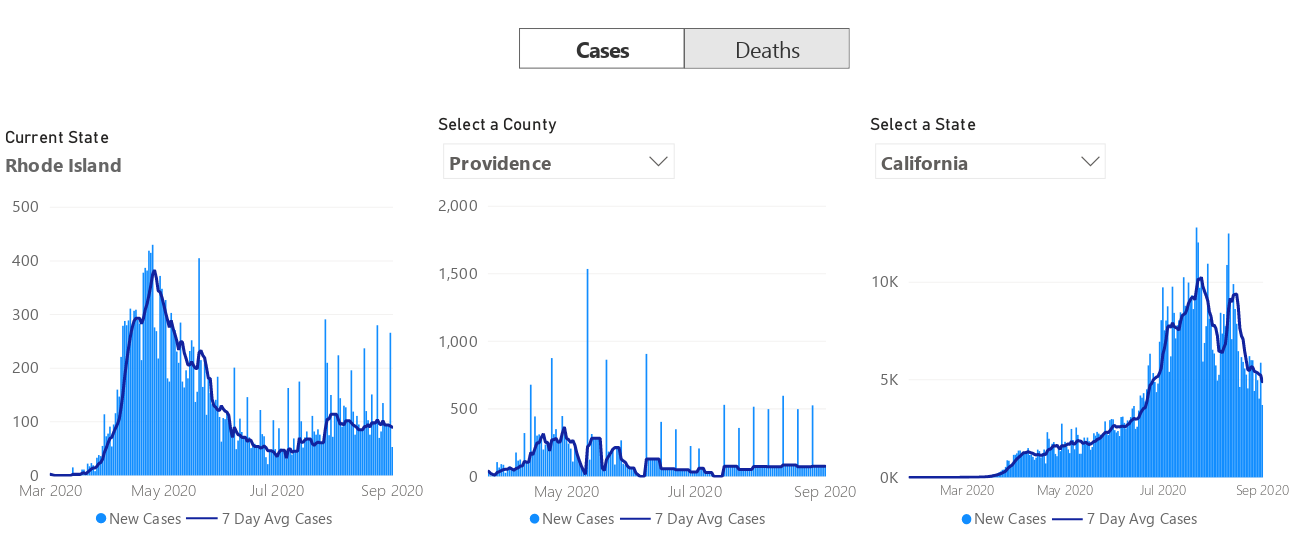 Cases Deaths
Current State
Rhode Island
500
400
300
200
100
0
Mar 2020 May 2020 Jul 2020 Sep 2020
New Cases 7 Day Avg Cases
Select a County
Providence
2,000
1,500
1,000
500
0
May 2020 Jul 2020 Sep 2020
New Cases 7 Day Avg Cases
Select a State
California
10K
5K
0K
Mar 2020 May 2020 Jul 2020 Sep 2020
New Cases 7 Day Avg Cases